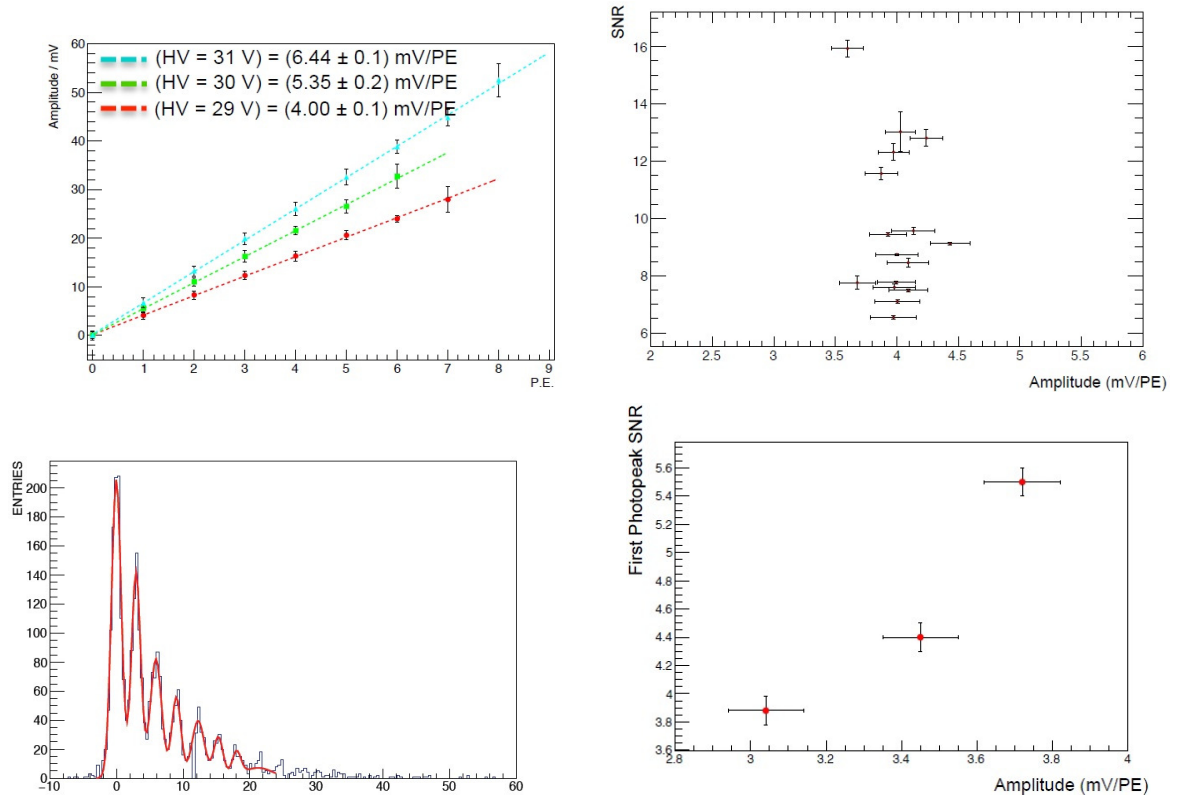 Amplitude / mV
60
50
40
30
20
10
0
(HV = 31 V) = (6.44 ± 0.1) mV/PE
(HV = 30 V) = (5.35 ± 0.2) mV/PE
(HV = 29 V) = (4.00 ± 0.1) mV/PE
0 1 2 3 4 5 6 7 8 9
P.E.
SNR
16
14
12
10
8
6
2 2.5 3 3.5 4 4.5 5 5.5 6
Amplitude (mV/PE)
ENTRIES
200
180
160
140
120
100
80
60
40
20
0
−10 0 10 20 30 40 50 60
First Photopeak SNR
5.6
5.4
5.2
5
4.8
4.6
4.4
4.2
4
3.8
3.6
2.8 3 3.2 3.4 3.6 3.8 4
Amplitude (mV/PE)